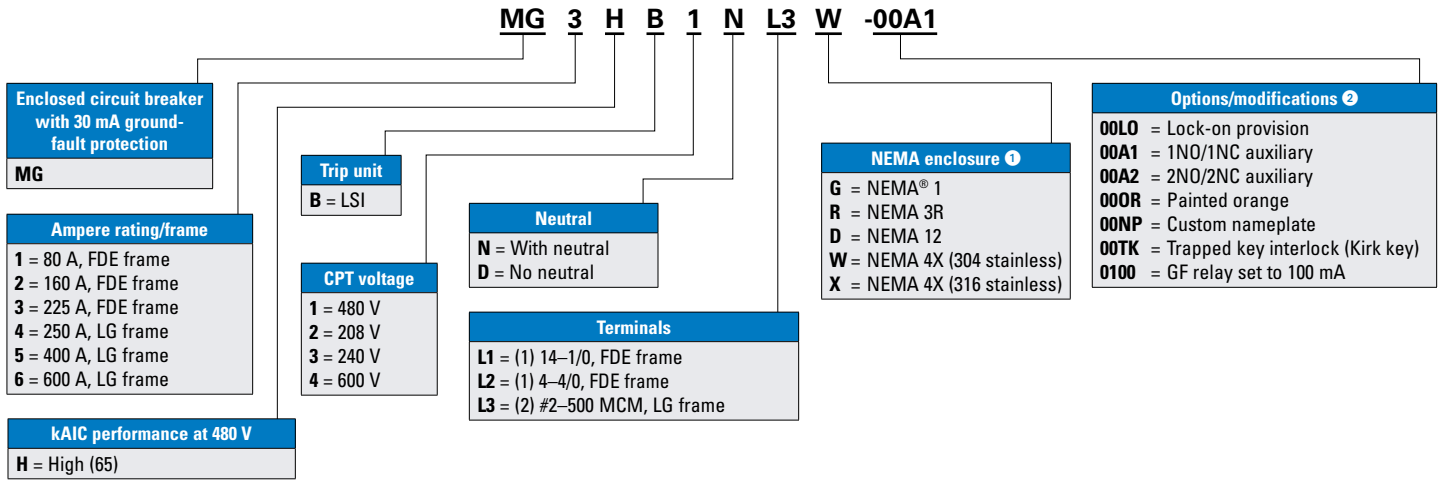 MG 3 H B 1 N L3 W -00A1
Enclosed circuit breaker
with 30 mA ground-
fault protection
MG
Ampere rating/frame
1 = 80 A, FDE frame
2 = 160 A, FDE frame
3 = 225 A, FDE frame
4 = 250 A, LG frame
5 = 400 A, LG frame
6 = 600 A, LG frame
kAIC performance at 480 V
H = High (65)
Trip unit
B = LSI
CPT voltage
1 = 480 V
2 = 208 V
3 = 240 V
4 = 600 V
Neutral
N = With neutral
D = No neutral
Terminals
L1 = (1) 14–1/0, FDE frame
L2 = (1) 4–4/0, FDE frame
L3 = (2) #2–500 MCM, LG frame
NEMA enclosure ❶
G = NEMA® 1
R = NEMA 3R
D = NEMA 12
W = NEMA 4X (304 stainless)
X = NEMA 4X (316 stainless)
Options/modifications ❷
00LO = Lock-on provision
00A1 = 1NO/1NC auxiliary
00A2 = 2NO/2NC auxiliary
000R = Painted orange
00NP = Custom nameplate
00TK = Trapped key interlock (Kirk key)
0100 = GF relay set to 100 mA